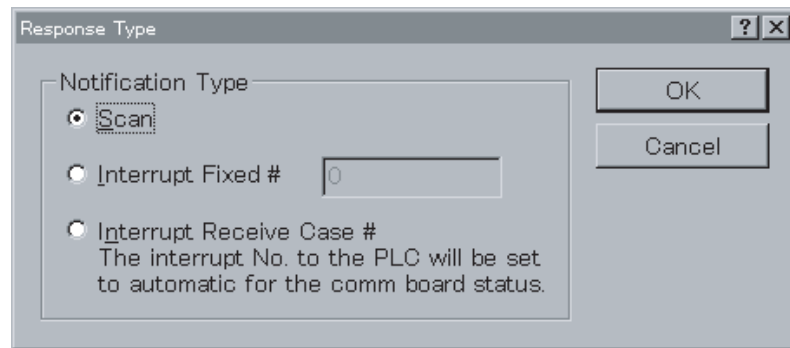 Response Type
Notification Type
Scan
Interrupt Fixed #
0
Interrupt Receive Case #
The interrupt No. to the PLC will be set
to automatic for the comm board status.
OK
Cancel